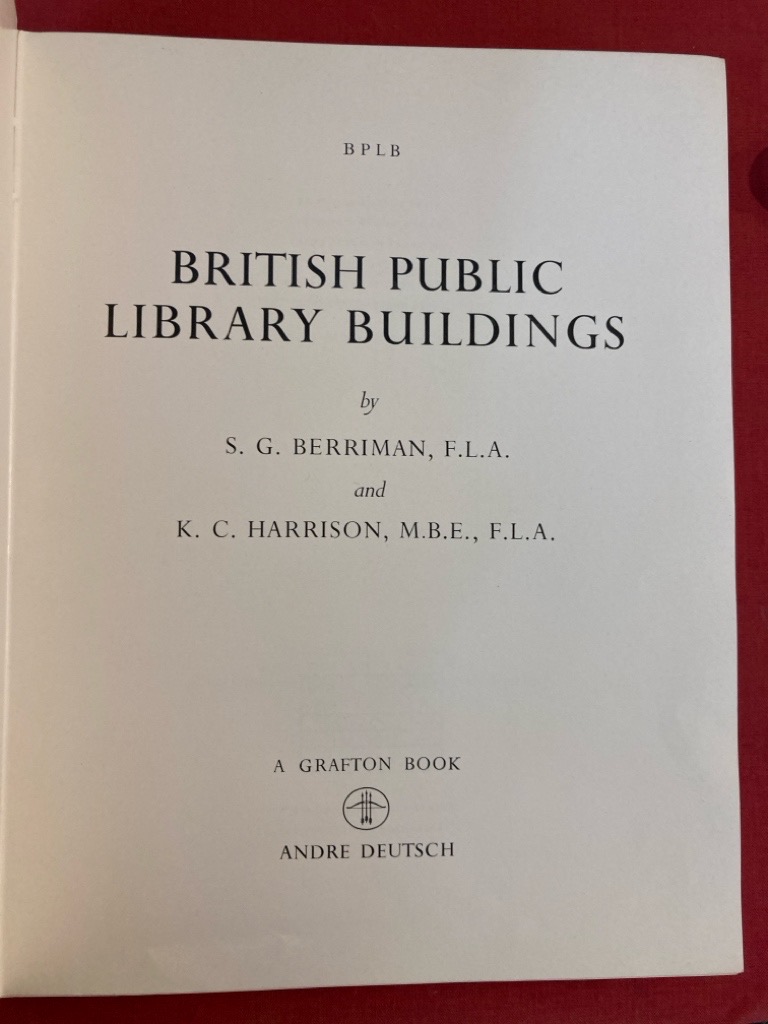 BPLB
BRITISH PUBLIC
LIBRARY BUILDINGS
by
S. G. BERRIMAN, F.L.A.
and
K. C. HARRISON, M.B.E., F.L.A.
A GRAFTON BOOK
ANDRE DEUTSCH